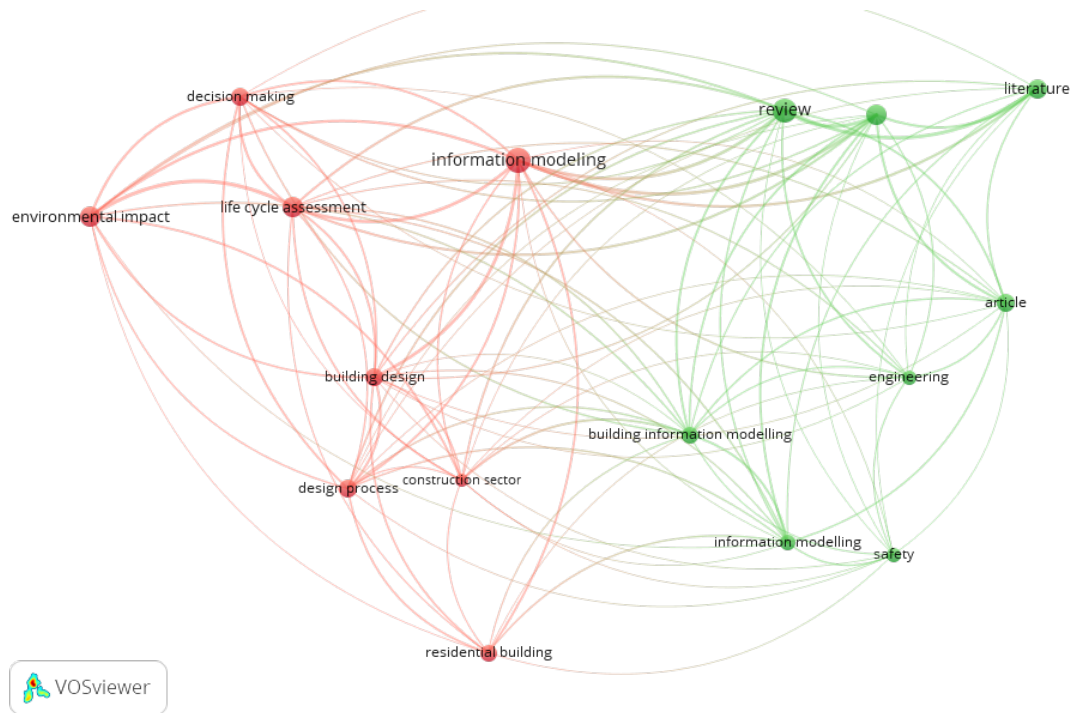 decision making
review
literature
information modeling
environmental impact
life cycle assessment
article
building design
engineering
building information modelling
design process
construction sector
information modelling
safety
residential building
VOSviewer